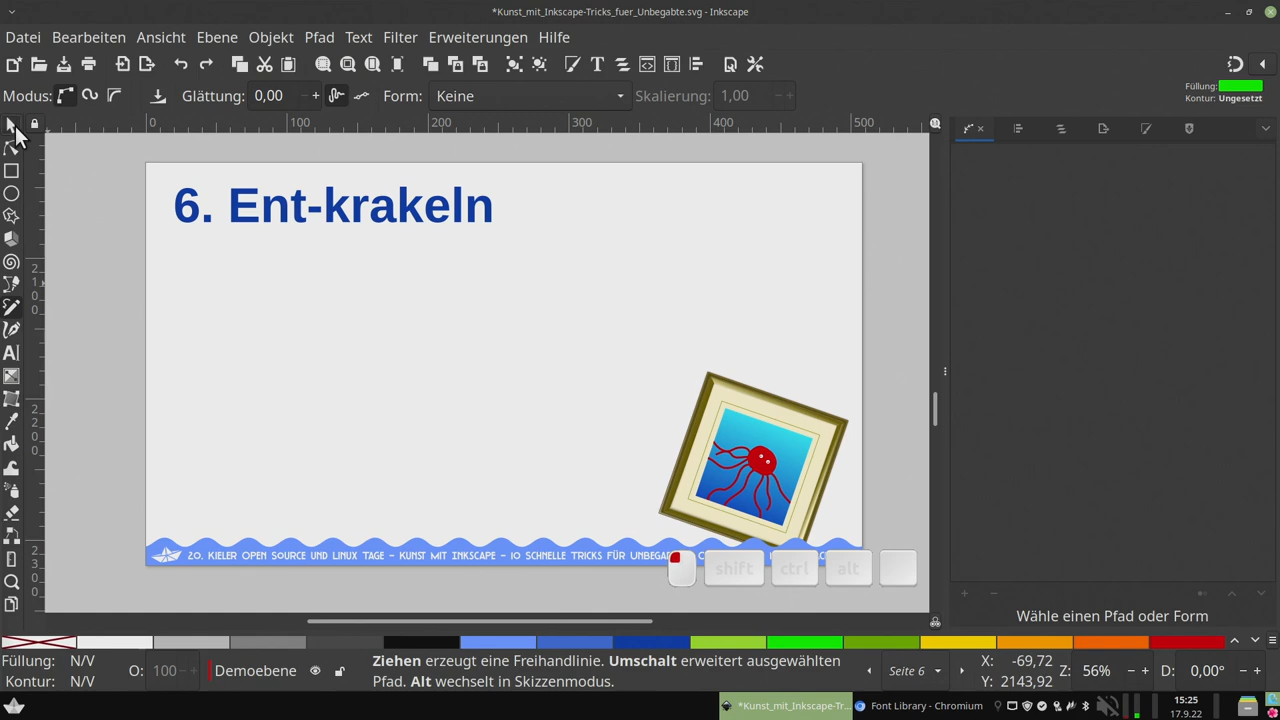 *Kunst_mit_Inkscape-Tricks_fuer_Unbegabte.svg - Inkscape
Datei Bearbeiten Ansicht Ebene Objekt Pfad Text Filter Erweiterungen Hilfe
Modus: Glättung: 0,00 Form: Keine Skalierung: 1,00
Füllung:
Kontur: Ungesetzt
0 100 200 300 400 500
6. Ent-krakeln
20. KIELER OPEN SOURCE UND LINUX TAGE - KUNST MIT INKSCAPE - 10 SCHNELLE TRICKS FÜR
shift ctrl alt
Wähle einen Pfad oder Form
Füllung: N/V
Kontur: N/V
O: 100 Demoebene
Ziehen erzeugt eine Freihandlinie. Umschalt erweitert ausgewählten
Pfad. Alt wechselt in Skizzenmodus.
Seite 6
X: -69,72
Y: 2143,92
Z: 56% D: 0,00°
*Kunst_mit_Inkscape-Tr... Font Library - Chromium
15:25
17.9.22